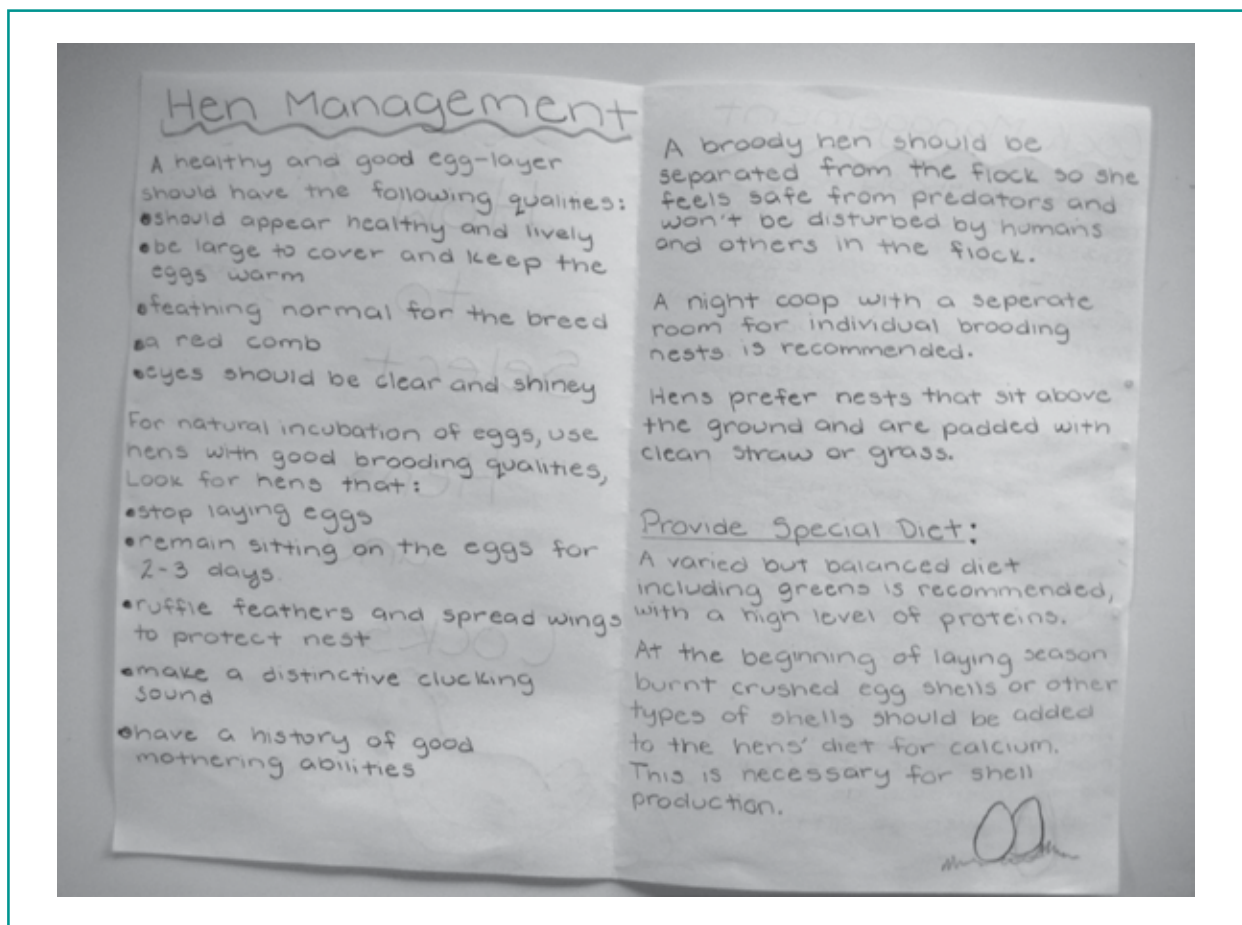 Hen Management
A healthy and good egg-layer
should have the following qualities:
•should appear healthy and lively
•be large to cover and keep the
eggs warm
•feathing normal for the breed
•a red comb
•eyes should be clear and shiney
For natural incubation of eggs, use
hens with good brooding qualities,
Look for hens that:
•stop laying eggs
•remain sitting on the eggs for
2-3 days.
•ruffle feathers and spread wings
to protect nest
•make a distinctive clucking
sound
•have a history of good
mothering abilities
A broody hen should be
separated from the flock so she
feels safe from predators and
won't be disturbed by humans
and others in the flock.
A night coop with a seperate
room for individual brooding
nests is recommended.
Hens prefer nests that sit above
the ground and are padded with
clean straw or grass.
Provide Special Diet:
A varied but balanced diet
including greens is recommended,
with a high level of proteins.
At the beginning of laying season
burnt crushed egg shells or other
types of shells should be added
to the hens' diet for calcium.
This is necessary for shell
production.